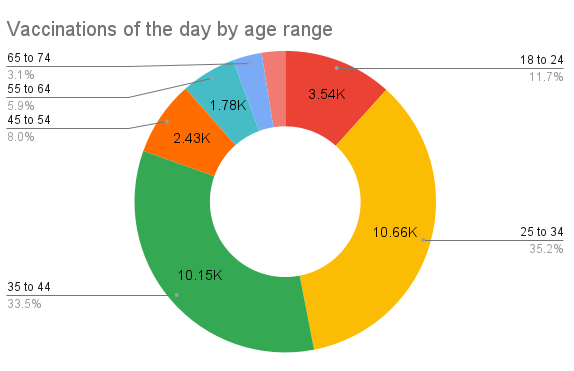 Vaccinations of the day by age range
65 to 74
3.1%
55 to 64
5.9%
45 to 54
8.0%
35 to 44
33.5%
18 to 24
11.7%
25 to 34
35.2%
3.54K
10.66K
10.15K
2.43K
1.78K